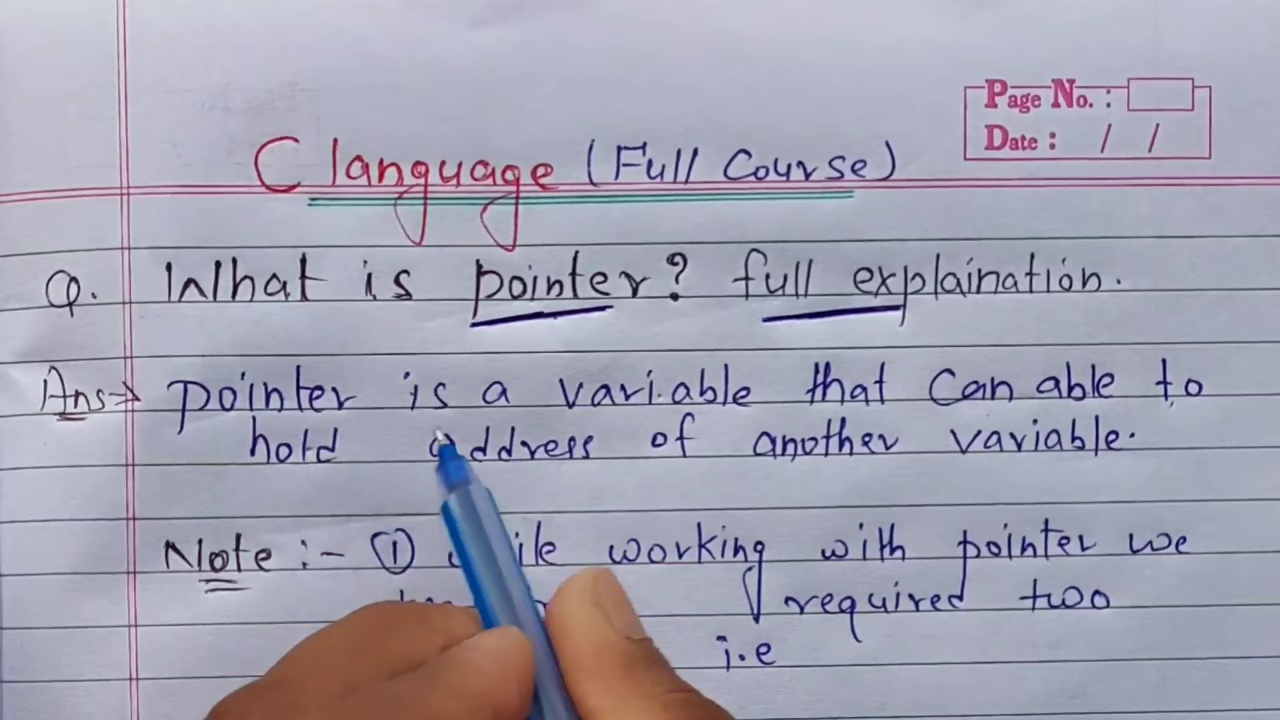 Page No. :
Date : / /
C language (Full Course)
Q. What is pointer? full explaination.
Ans⇒ pointer is a variable that can able to
hold address of another variable.
Note :- ① working with pointer we
required two
i.e